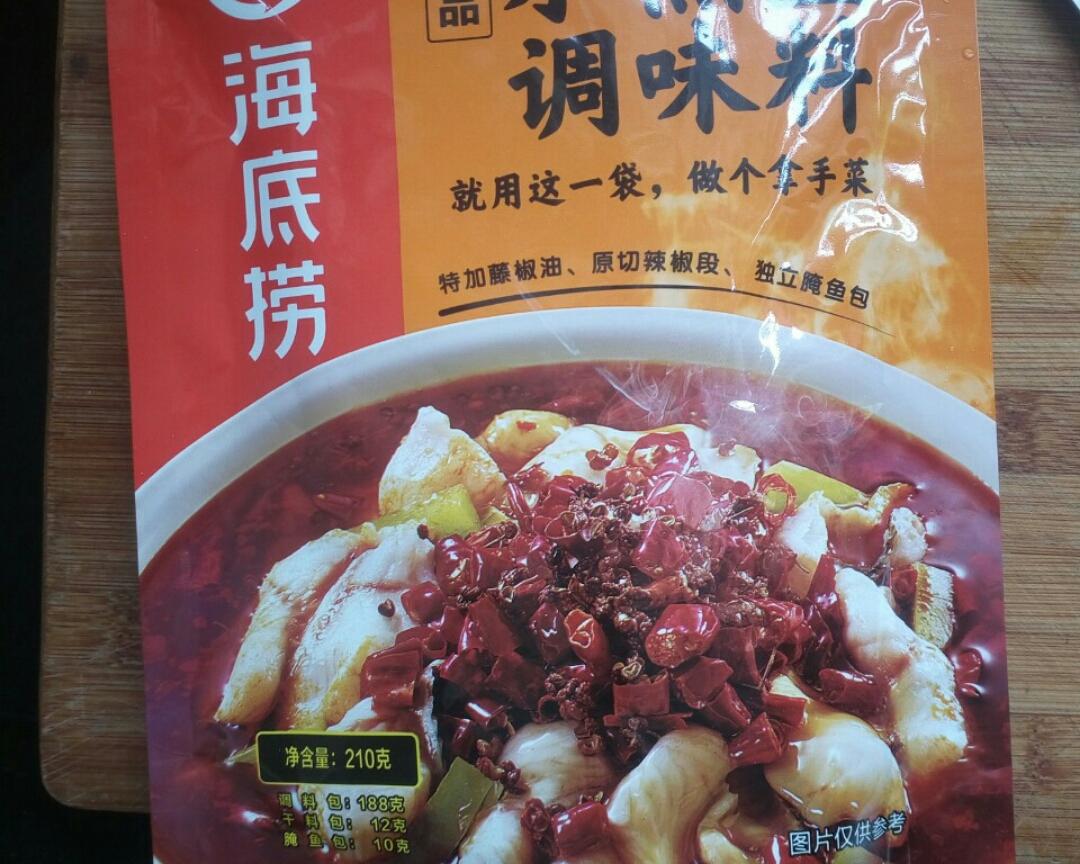 品
调味料
海底捞
就用这一袋，做个拿手菜
特加藤椒油、原切辣椒段、独立腌鱼包
净含量：210克
调料包：188克
干料包：12克
腌鱼包：10克
图片仅供参考